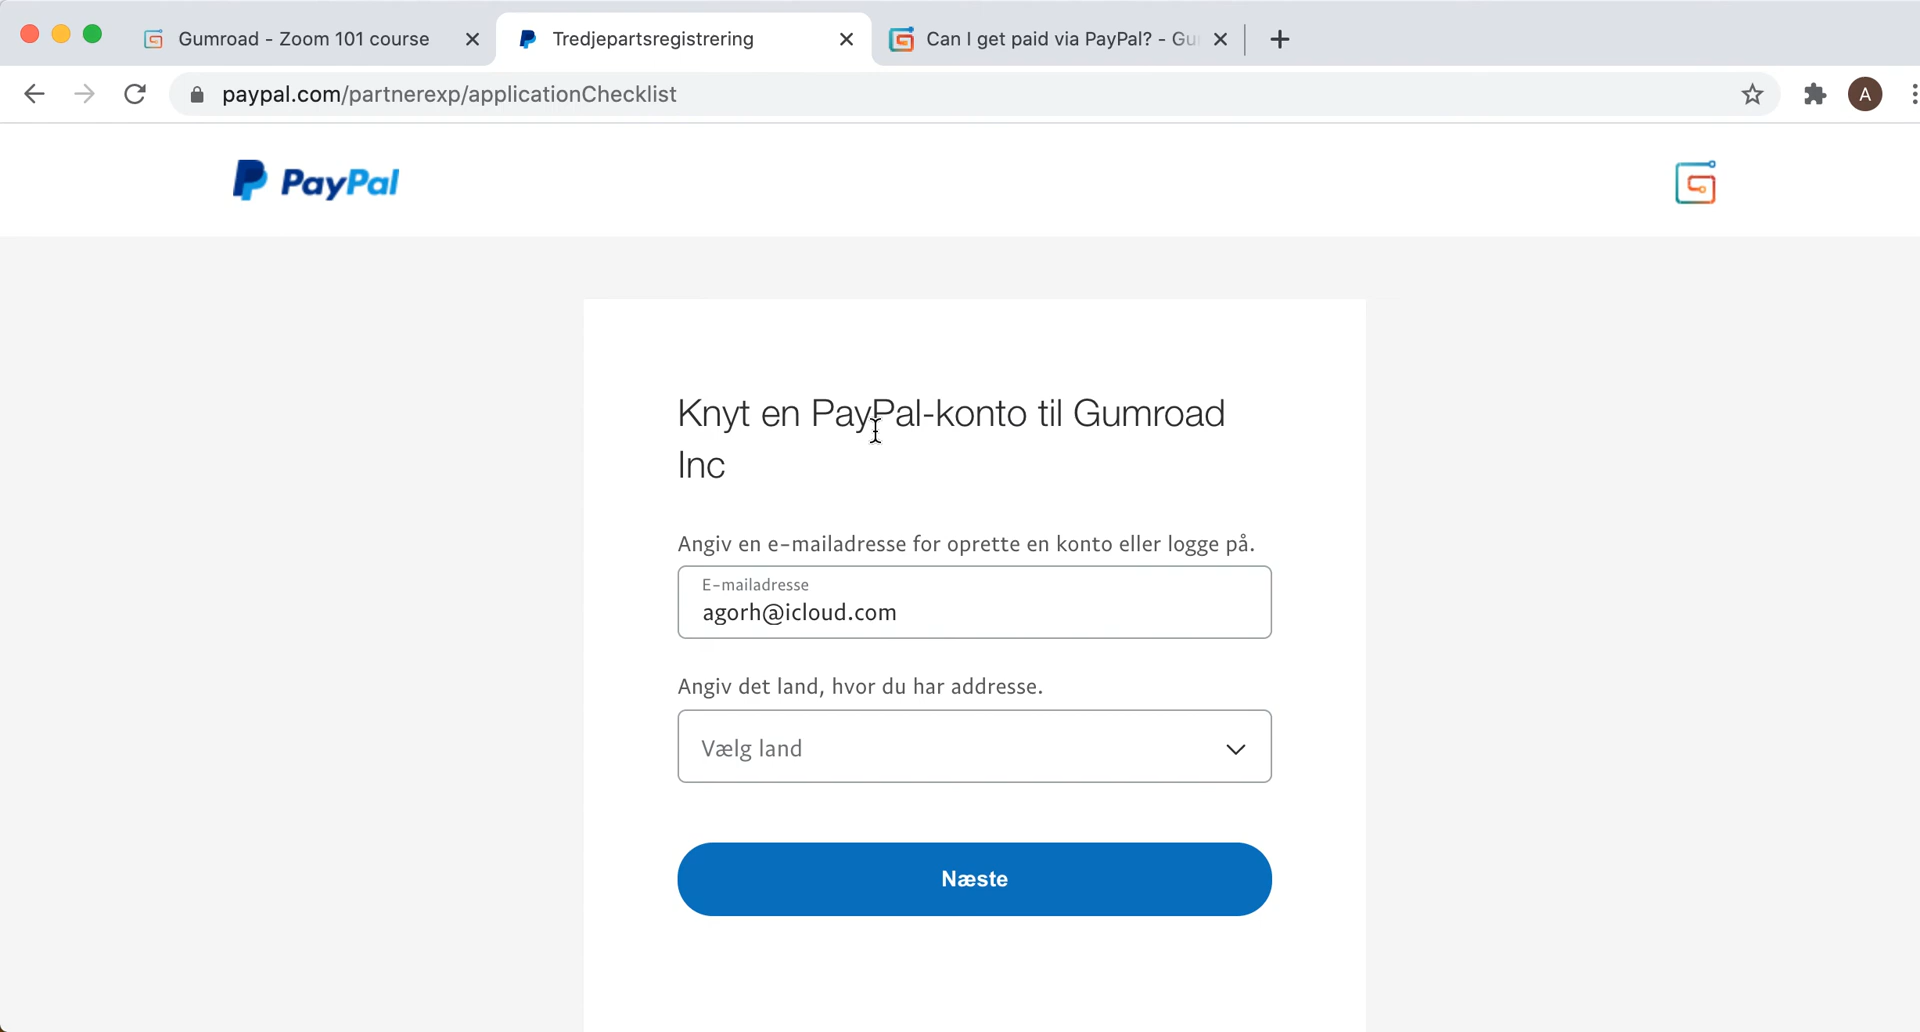 Gumroad - Zoom 101 course
Tredjepartsregistrering
Can I get paid via PayPal? - Gu
paypal.com/partnerexp/applicationChecklist
A
PayPal
Knyt en PayPal-konto til Gumroad
Inc
Angiv en e-mailadresse for oprette en konto eller logge på.
E-mailadresse
agorh@icloud.com
Angiv det land, hvor du har addresse.
Vælg land
Næste